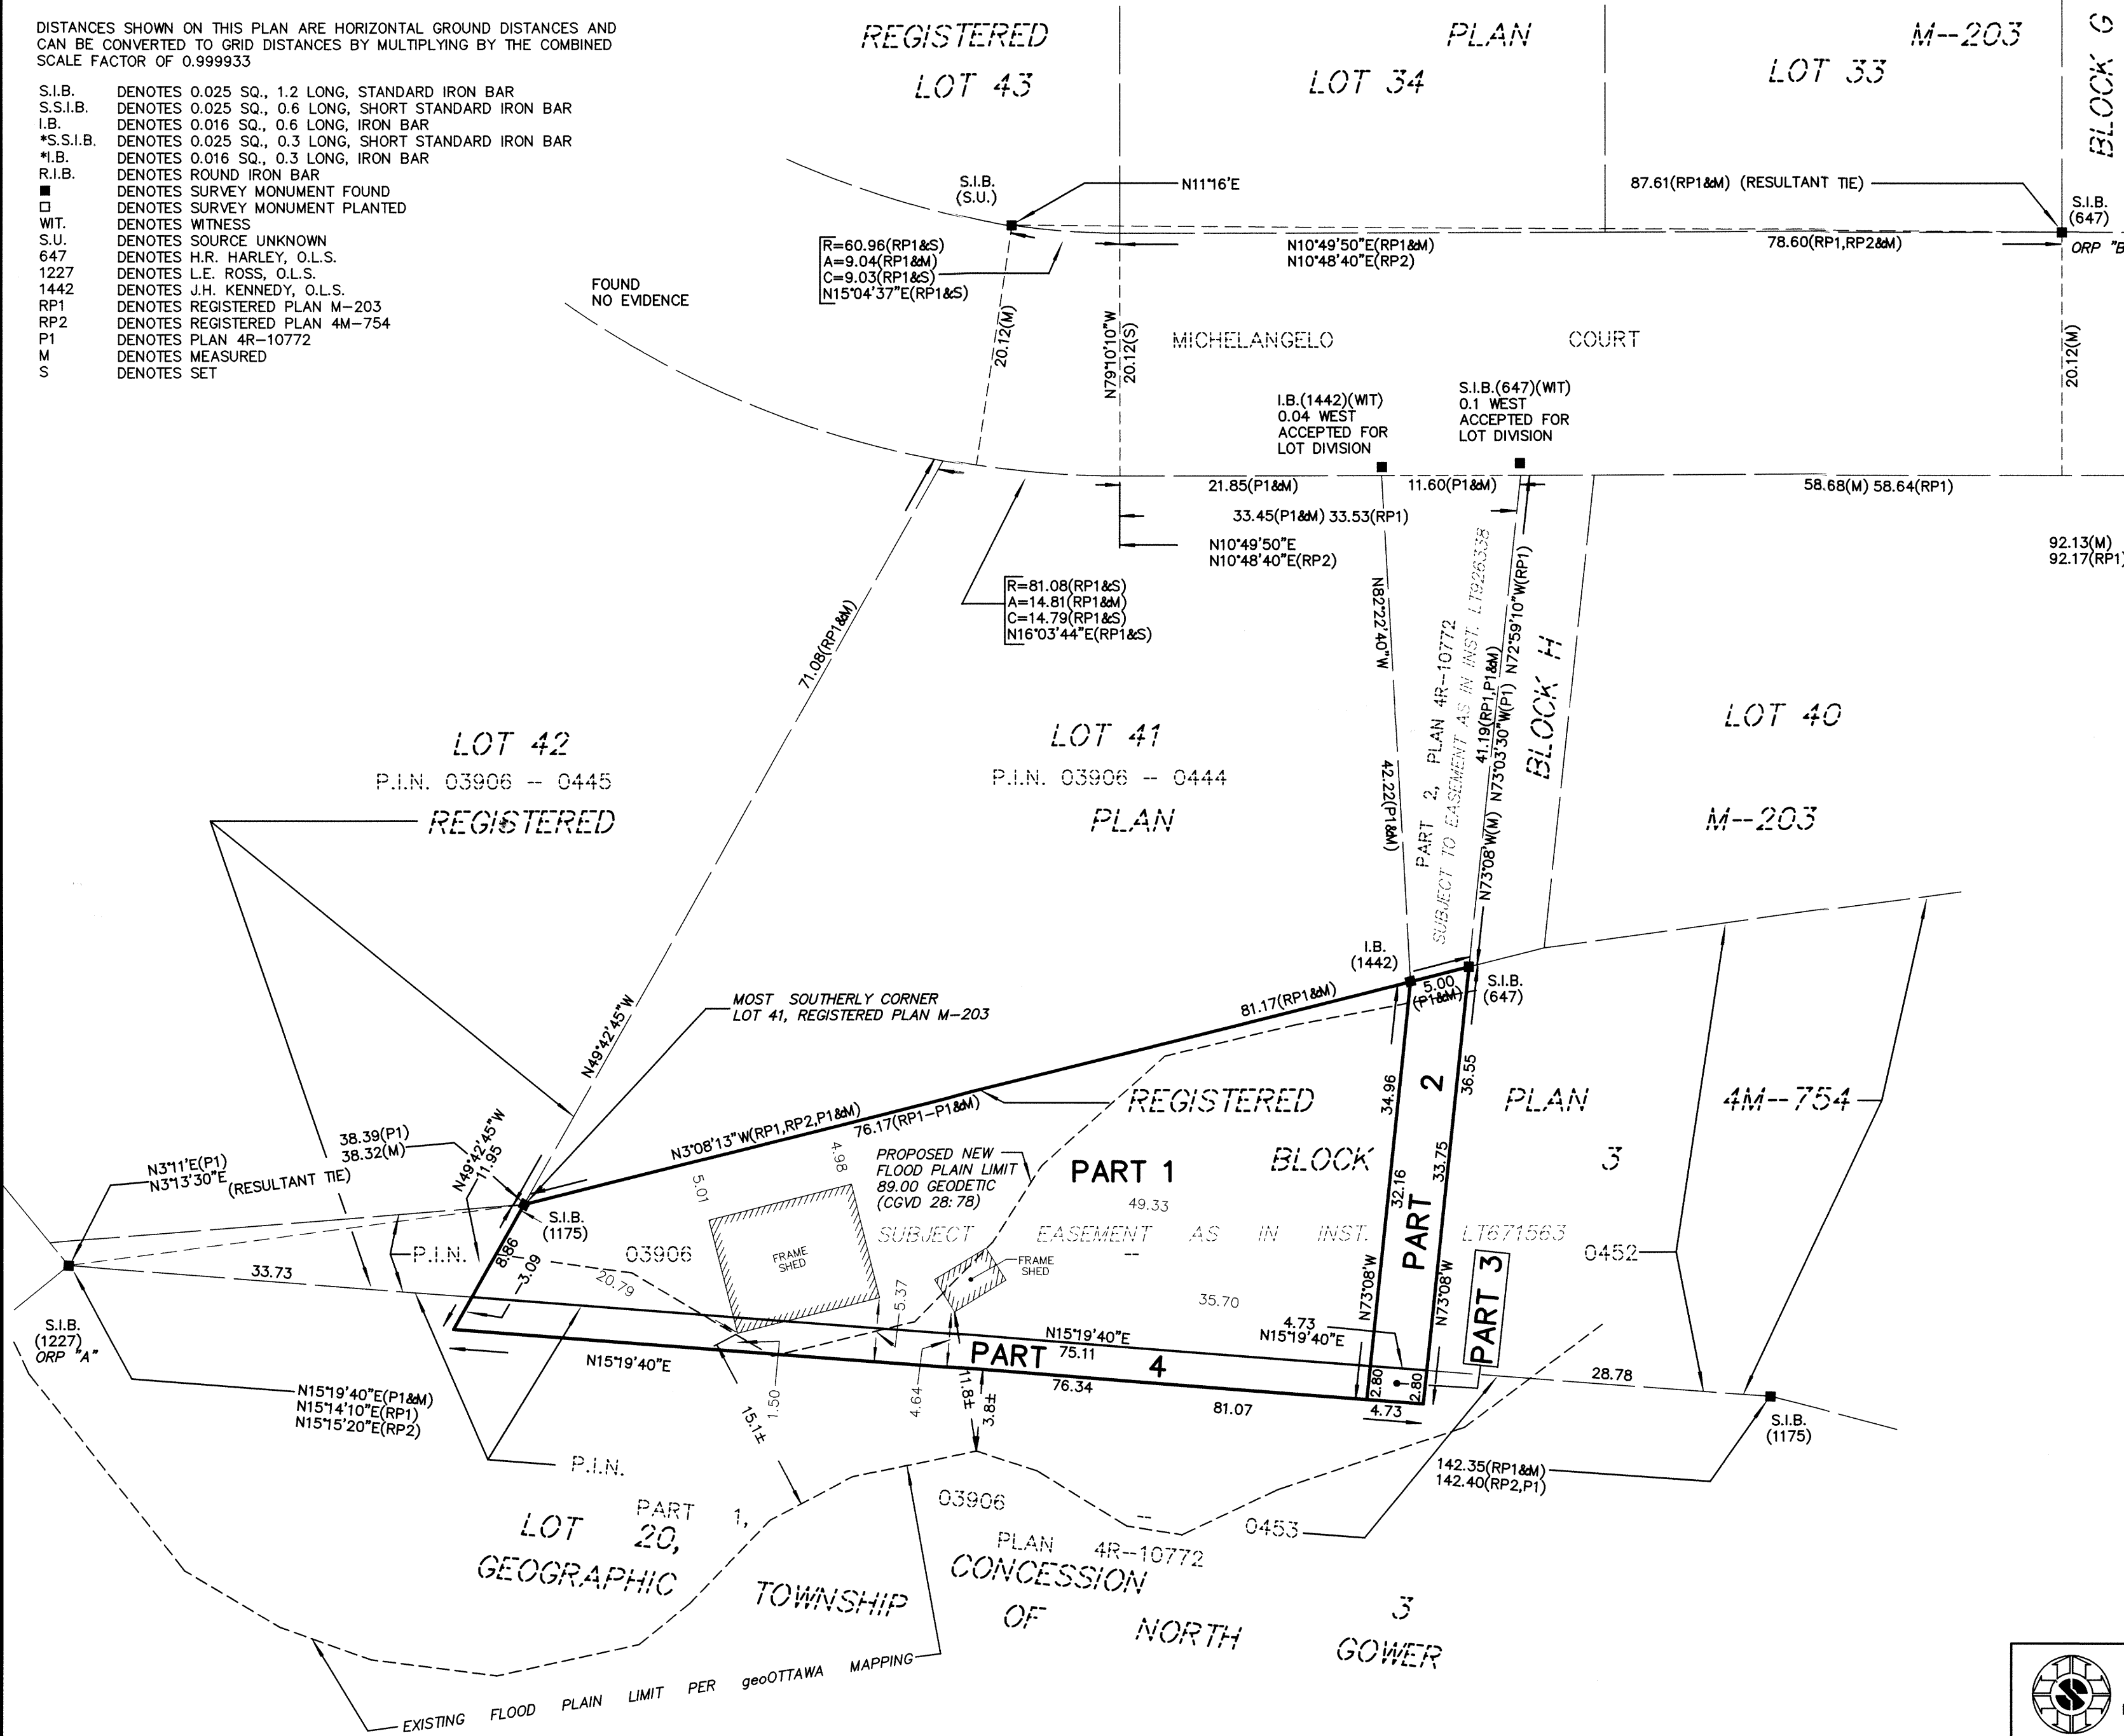 DISTANCES SHOWN ON THIS PLAN ARE HORIZONTAL GROUND DISTANCES AND
CAN BE CONVERTED TO GRID DISTANCES BY MULTIPLYING BY THE COMBINED
SCALE FACTOR OF 0.999933
S.I.B. DENOTES 0.025 SQ., 1.2 LONG, STANDARD IRON BAR
S.S.I.B. DENOTES 0.025 SQ., 0.6 LONG, SHORT STANDARD IRON BAR
I.B. DENOTES 0.016 SQ., 0.6 LONG, IRON BAR
*S.S.I.B. DENOTES 0.025 SQ., 0.3 LONG, SHORT STANDARD IRON BAR
*I.B. DENOTES 0.016 SQ., 0.3 LONG, IRON BAR
R.I.B. DENOTES ROUND IRON BAR
■ DENOTES SURVEY MONUMENT FOUND
□ DENOTES SURVEY MONUMENT PLANTED
WIT. DENOTES WITNESS
S.U. DENOTES SOURCE UNKNOWN
647 DENOTES H.R. HARLEY, O.L.S.
1227 DENOTES L.E. ROSS, O.L.S.
1442 DENOTES J.H. KENNEDY, O.L.S.
RP1 DENOTES REGISTERED PLAN M-203
RP2 DENOTES REGISTERED PLAN 4M-754
P1 DENOTES PLAN 4R-10772
M DENOTES MEASURED
S DENOTES SET
REGISTERED PLAN M--203
LOT 43
LOT 34
LOT 33
BLOCK G
S.I.B.
(S.U.)
N11°16'E
87.61(RP1&M) (RESULTANT TIE)
S.I.B.
(647)
ORP "B
R=60.96(RP1&S)
A=9.04(RP1&M)
C=9.03(RP1&S)
N15°04'37"E(RP1&S)
N10°49'50"E(RP1&M)
N10°48'40"E(RP2)
78.60(RP1,RP2&M)
FOUND
NO EVIDENCE
20.12(M)
N79°10'10"W
20.12(S)
MICHELANGELO COURT
20.12(M)
I.B.(1442)(WIT)
0.04 WEST
ACCEPTED FOR
LOT DIVISION
S.I.B.(647)(WIT)
0.1 WEST
ACCEPTED FOR
LOT DIVISION
21.85(P1&M)
11.60(P1&M)
58.68(M) 58.64(RP1)
33.45(P1&M) 33.53(RP1)
N10°49'50"E
N10°48'40"E(RP2)
92.13(M)
92.17(RP1)
R=81.08(RP1&S)
A=14.81(RP1&M)
C=14.79(RP1&S)
N16°03'44"E(RP1&S)
71.08(RP1&M)
N49°42'45"W
N82°22'40"W
42.22(P1&M)
PART 2, PLAN 4R--10772
SUBJECT TO EASEMENT AS IN INST. LT926338
41.19(RP1,P1&M)
N73°08'W(M) N73°03'30"W(P1) N72°59'10"W(RP1)
BLOCK H
LOT 42
P.I.N. 03906 -- 0445
REGISTERED
LOT 41
P.I.N. 03906 -- 0444
PLAN
LOT 40
M--203
I.B.
(1442)
5.00
(P1&M)
S.I.B.
(647)
MOST SOUTHERLY CORNER
LOT 41, REGISTERED PLAN M-203
81.17(RP1&M)
N3°08'13"W(RP1,RP2,P1&M)
76.17(RP1-P1&M)
REGISTERED PLAN 4M--754
BLOCK 3
34.96
32.16
N73°08'W
PART 2
36.55
33.75
N73°08'W
38.39(P1)
38.32(M)
N49°42'45"W
11.95
N3°11'E(P1)
N3°13'30"E (RESULTANT TIE)
S.I.B.
(1175)
8.86
3.09
P.I.N. 03906 -- 0452
33.73
5.01
4.98
FRAME
SHED
20.79
PROPOSED NEW
FLOOD PLAIN LIMIT
89.00 GEODETIC
(CGVD 28: 78)
PART 1
49.33
SUBJECT EASEMENT AS IN INST. LT671563
FRAME
SHED
5.37
35.70
4.73
N15°19'40"E
PART 3
S.I.B.
(1227)
ORP "A"
N15°19'40"E(P1&M)
N15°14'10"E(RP1)
N15°15'20"E(RP2)
N15°19'40"E
N15°19'40"E
75.11
PART 4
76.34
81.07
2.80
2.80
4.73
28.78
S.I.B.
(1175)
142.35(RP1&M)
142.40(RP2,P1)
15.1±
1.50
4.64
11.8±
3.8±
P.I.N. 03906 -- 0453
PART 1, PLAN 4R--10772
LOT 20, CONCESSION 3
GEOGRAPHIC TOWNSHIP OF NORTH GOWER
EXISTING FLOOD PLAIN LIMIT PER geoOTTAWA MAPPING